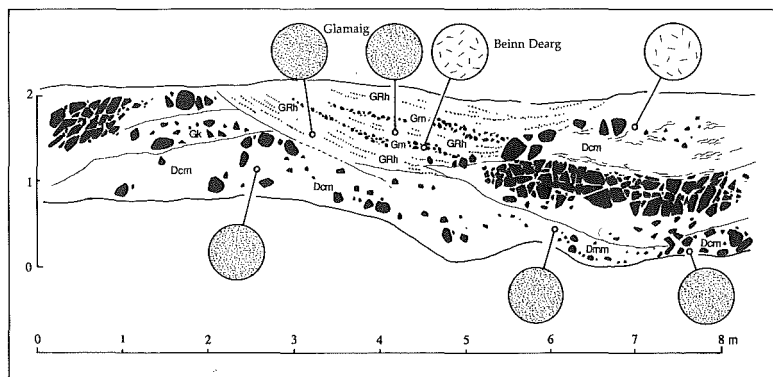 Glamaig
Beinn Dearg
2
GRh
GRh
Gm
Dcm
Gk
Gm
GRh
GRh
1
Dcm
Dcm
Dmm
Dcm
0
0 1 2 3 4 5 6 7 8 m